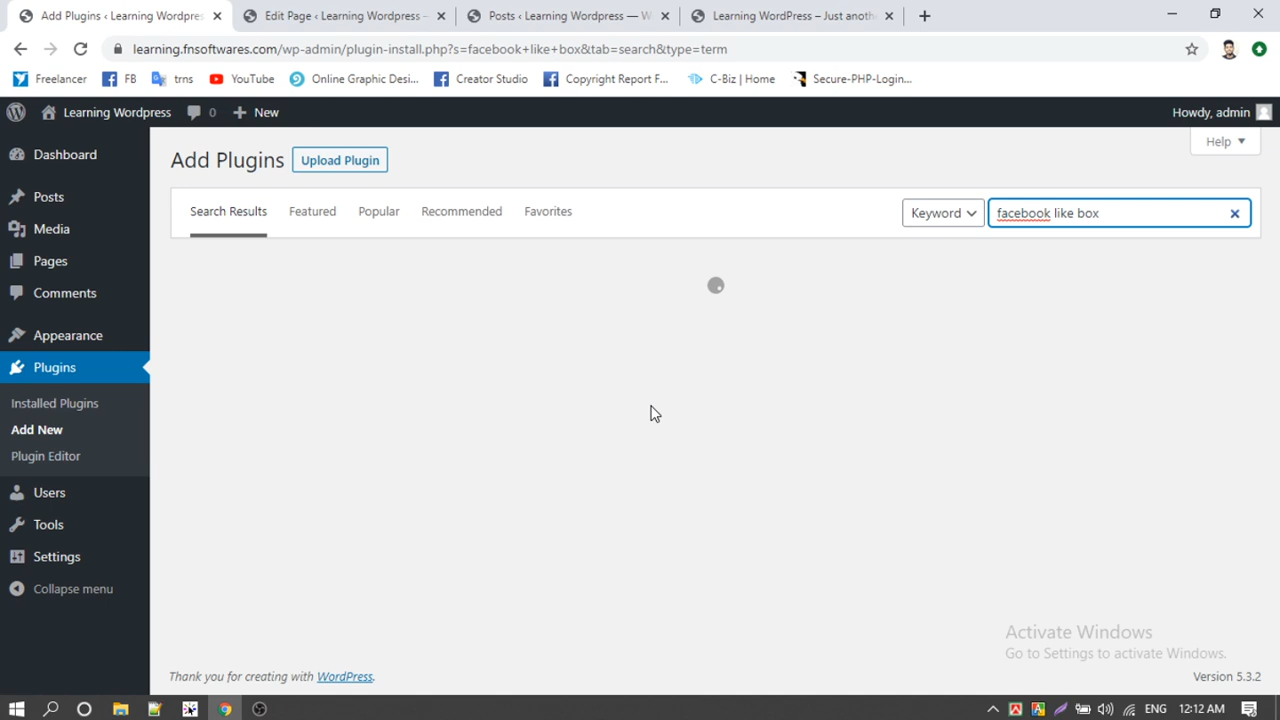 Add Plugins ‹ Learning Wordpres
Edit Page ‹ Learning Wordpress —
Posts ‹ Learning Wordpress — W
Learning WordPress – Just anoth
learning.fnsoftwares.com/wp-admin/plugin-install.php?s=facebook+like+box&tab=search&type=term
Freelancer
FB
trns
YouTube
Online Graphic Desi...
Creator Studio
Copyright Report F...
C-Biz | Home
Secure-PHP-Login...
Learning Wordpress
0
New
Howdy, admin
Dashboard
Posts
Media
Pages
Comments
Appearance
Plugins
Installed Plugins
Add New
Plugin Editor
Users
Tools
Settings
Collapse menu
Help
Add Plugins
Upload Plugin
Search Results
Featured
Popular
Recommended
Favorites
Keyword
facebook like box
Activate Windows
Go to Settings to activate Windows.
Thank you for creating with WordPress.
Version 5.3.2
ENG
12:12 AM